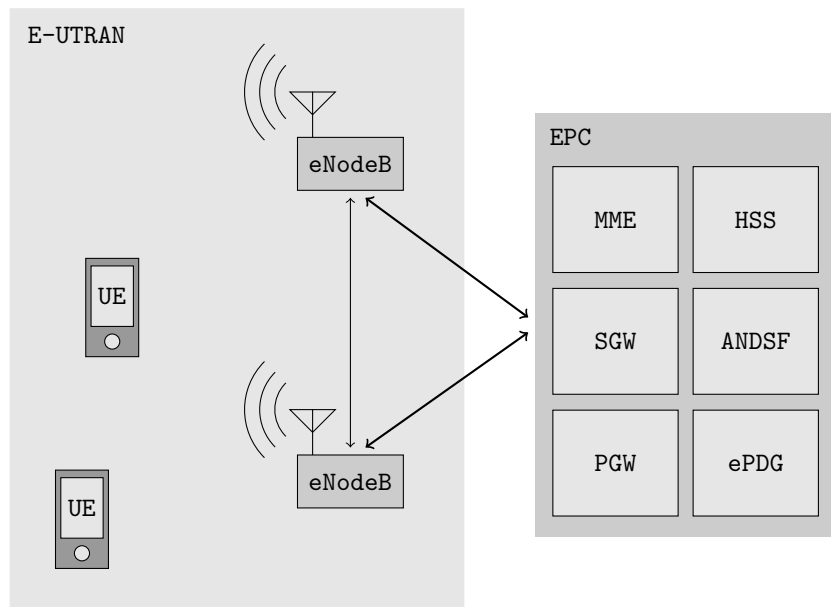 E-UTRAN
eNodeB
UE
eNodeB
UE
EPC
MME
HSS
SGW
ANDSF
PGW
ePDG